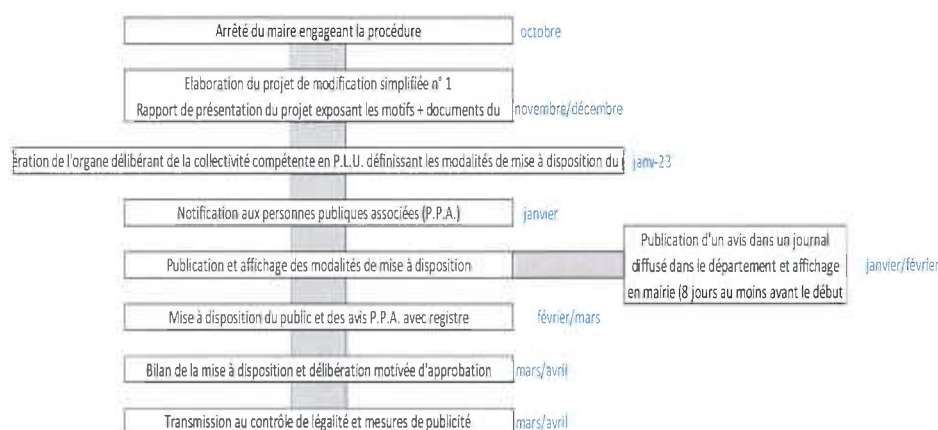 Arrêté du maire engageant la procédure
octobre
Elaboration du projet de modification simplifiée n° 1
Rapport de présentation du projet exposant les motifs + documents du
novembre/décembre
ération de l'organe délibérant de la collectivité compétente en P.L.U. définissant les modalités de mise à disposition du
janv-23
Notification aux personnes publiques associées (P.P.A.)
janvier
Publication et affichage des modalités de mise à disposition
Publication d'un avis dans un journal
diffusé dans le département et affichage
en mairie (8 jours au moins avant le début
janvier/février
Mise à disposition du public et des avis P.P.A. avec registre
février/mars
Bilan de la mise à disposition et délibération motivée d'approbation
mars/avril
Transmission au contrôle de légalité et mesures de publicité
mars/avril